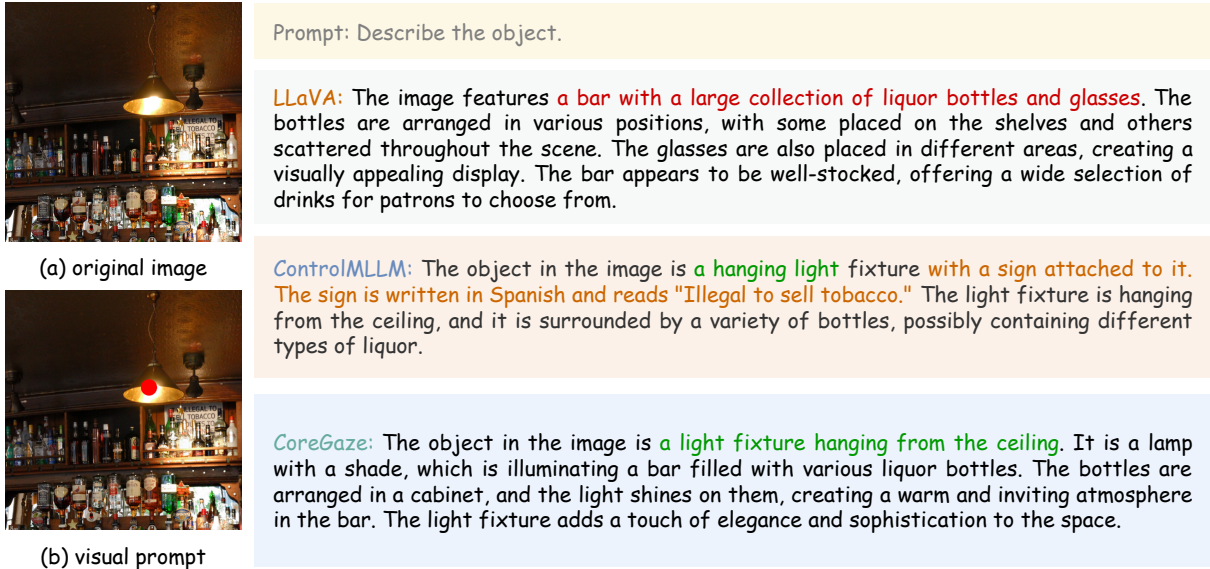 ILLEGAL TO
SELL TOBACCO
(a) original image
ILLEGAL TO
SELL TOBACCO
(b) visual prompt
Prompt: Describe the object.
LLaVA: The image features a bar with a large collection of liquor bottles and glasses. The
bottles are arranged in various positions, with some placed on the shelves and others
scattered throughout the scene. The glasses are also placed in different areas, creating a
visually appealing display. The bar appears to be well-stocked, offering a wide selection of
drinks for patrons to choose from.
ControlMLLM: The object in the image is a hanging light fixture with a sign attached to it.
The sign is written in Spanish and reads "Illegal to sell tobacco." The light fixture is hanging
from the ceiling, and it is surrounded by a variety of bottles, possibly containing different
types of liquor.
CoreGaze: The object in the image is a light fixture hanging from the ceiling. It is a lamp
with a shade, which is illuminating a bar filled with various liquor bottles. The bottles are
arranged in a cabinet, and the light shines on them, creating a warm and inviting atmosphere
in the bar. The light fixture adds a touch of elegance and sophistication to the space.